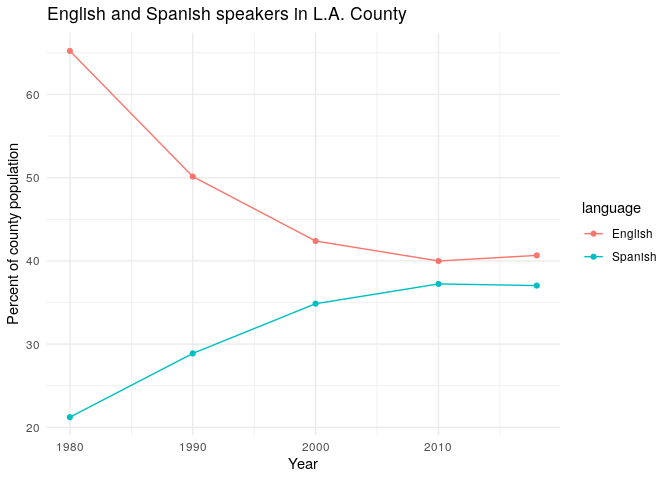 English and Spanish speakers in L.A. County
Percent of county population
60
50
40
30
20
1980
1990
2000
2010
Year
language
English
Spanish